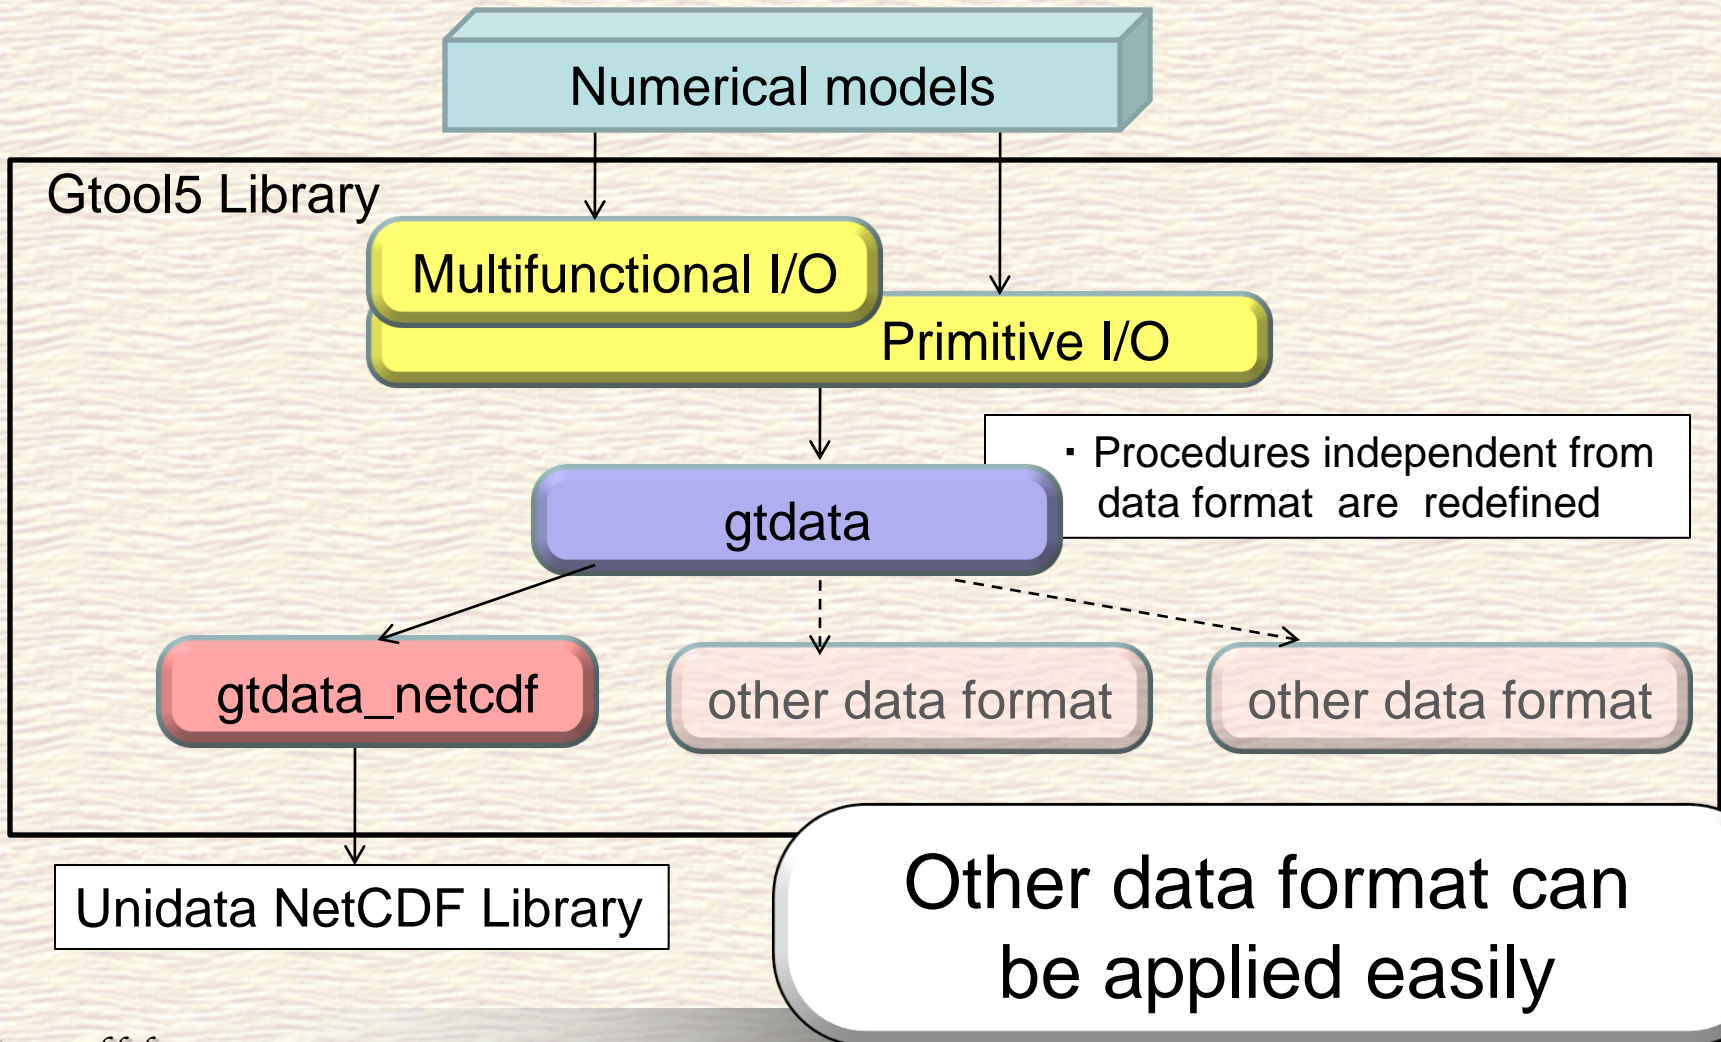 Numerical models
Gtool5 Library
Multifunctional I/O
Primitive I/O
・Procedures independent from
data format are redefined
gtdata
gtdata_netcdf
other data format
other data format
Unidata NetCDF Library
Other data format can
be applied easily